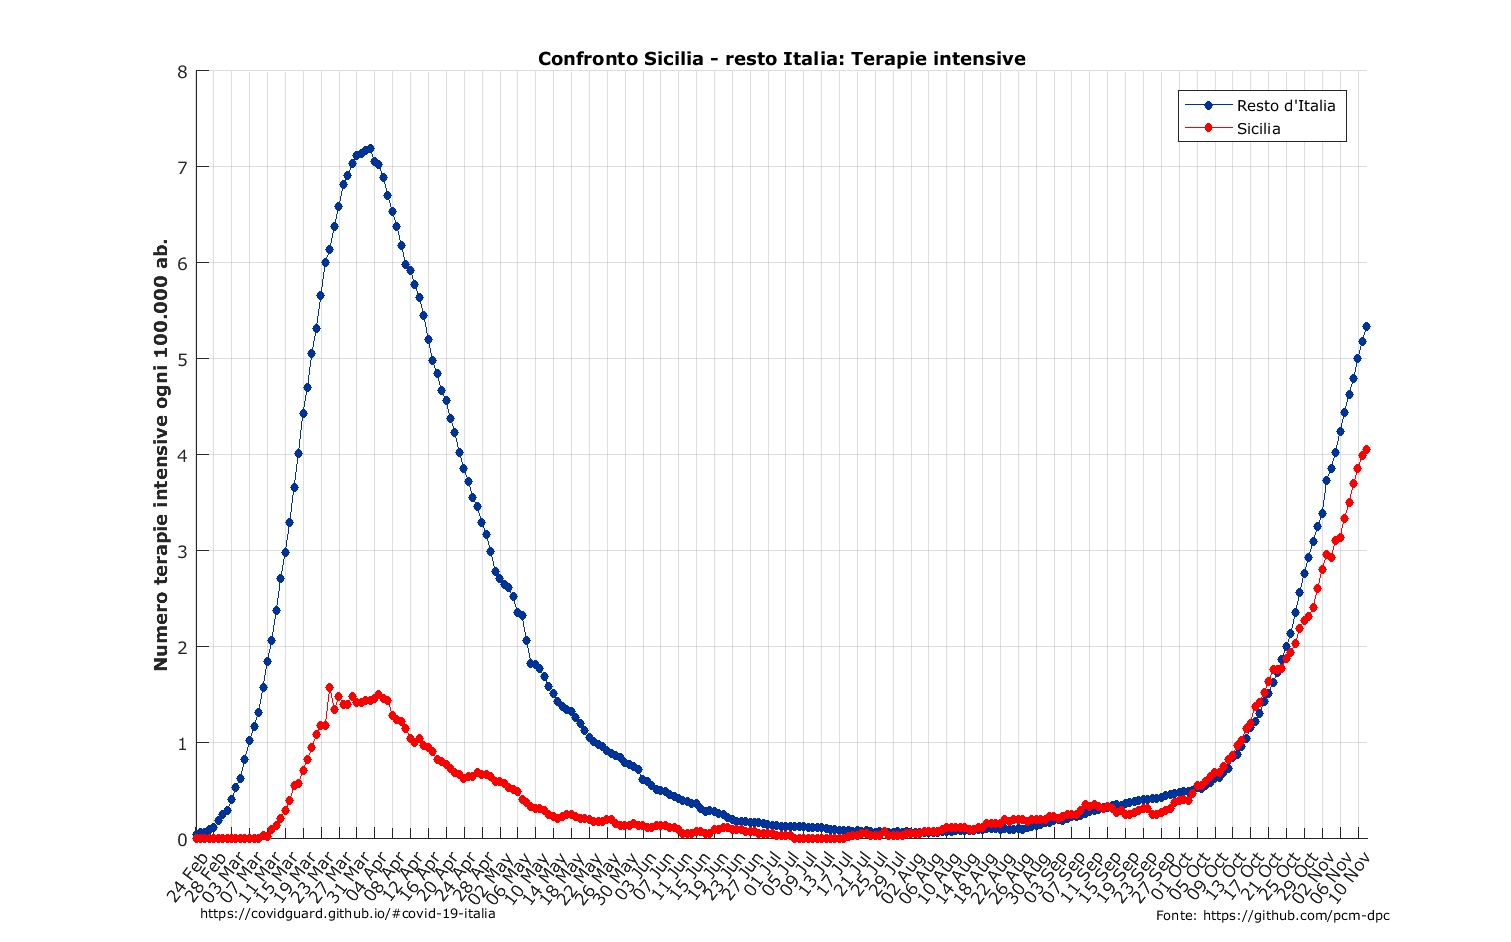 Confronto Sicilia - resto Italia: Terapie intensive
Resto d'Italia
Sicilia
Numero terapie intensive ogni 100.000 ab.
8
7
6
5
4
3
2
1
0
24 Feb
28 Feb
03 Mar
07 Mar
11 Mar
15 Mar
19 Mar
23 Mar
27 Mar
31 Mar
04 Apr
08 Apr
12 Apr
16 Apr
20 Apr
24 Apr
28 Apr
02 May
06 May
10 May
14 May
18 May
22 May
26 May
30 May
03 Jun
07 Jun
11 Jun
15 Jun
19 Jun
23 Jun
27 Jun
01 Jul
05 Jul
09 Jul
13 Jul
17 Jul
21 Jul
25 Jul
29 Jul
02 Aug
06 Aug
10 Aug
14 Aug
18 Aug
22 Aug
26 Aug
30 Aug
03 Sep
07 Sep
11 Sep
15 Sep
19 Sep
23 Sep
27 Sep
01 Oct
05 Oct
09 Oct
13 Oct
17 Oct
21 Oct
25 Oct
29 Oct
02 Nov
06 Nov
10 Nov
https://covidguard.github.io/#covid-19-italia
Fonte: https://github.com/pcm-dpc